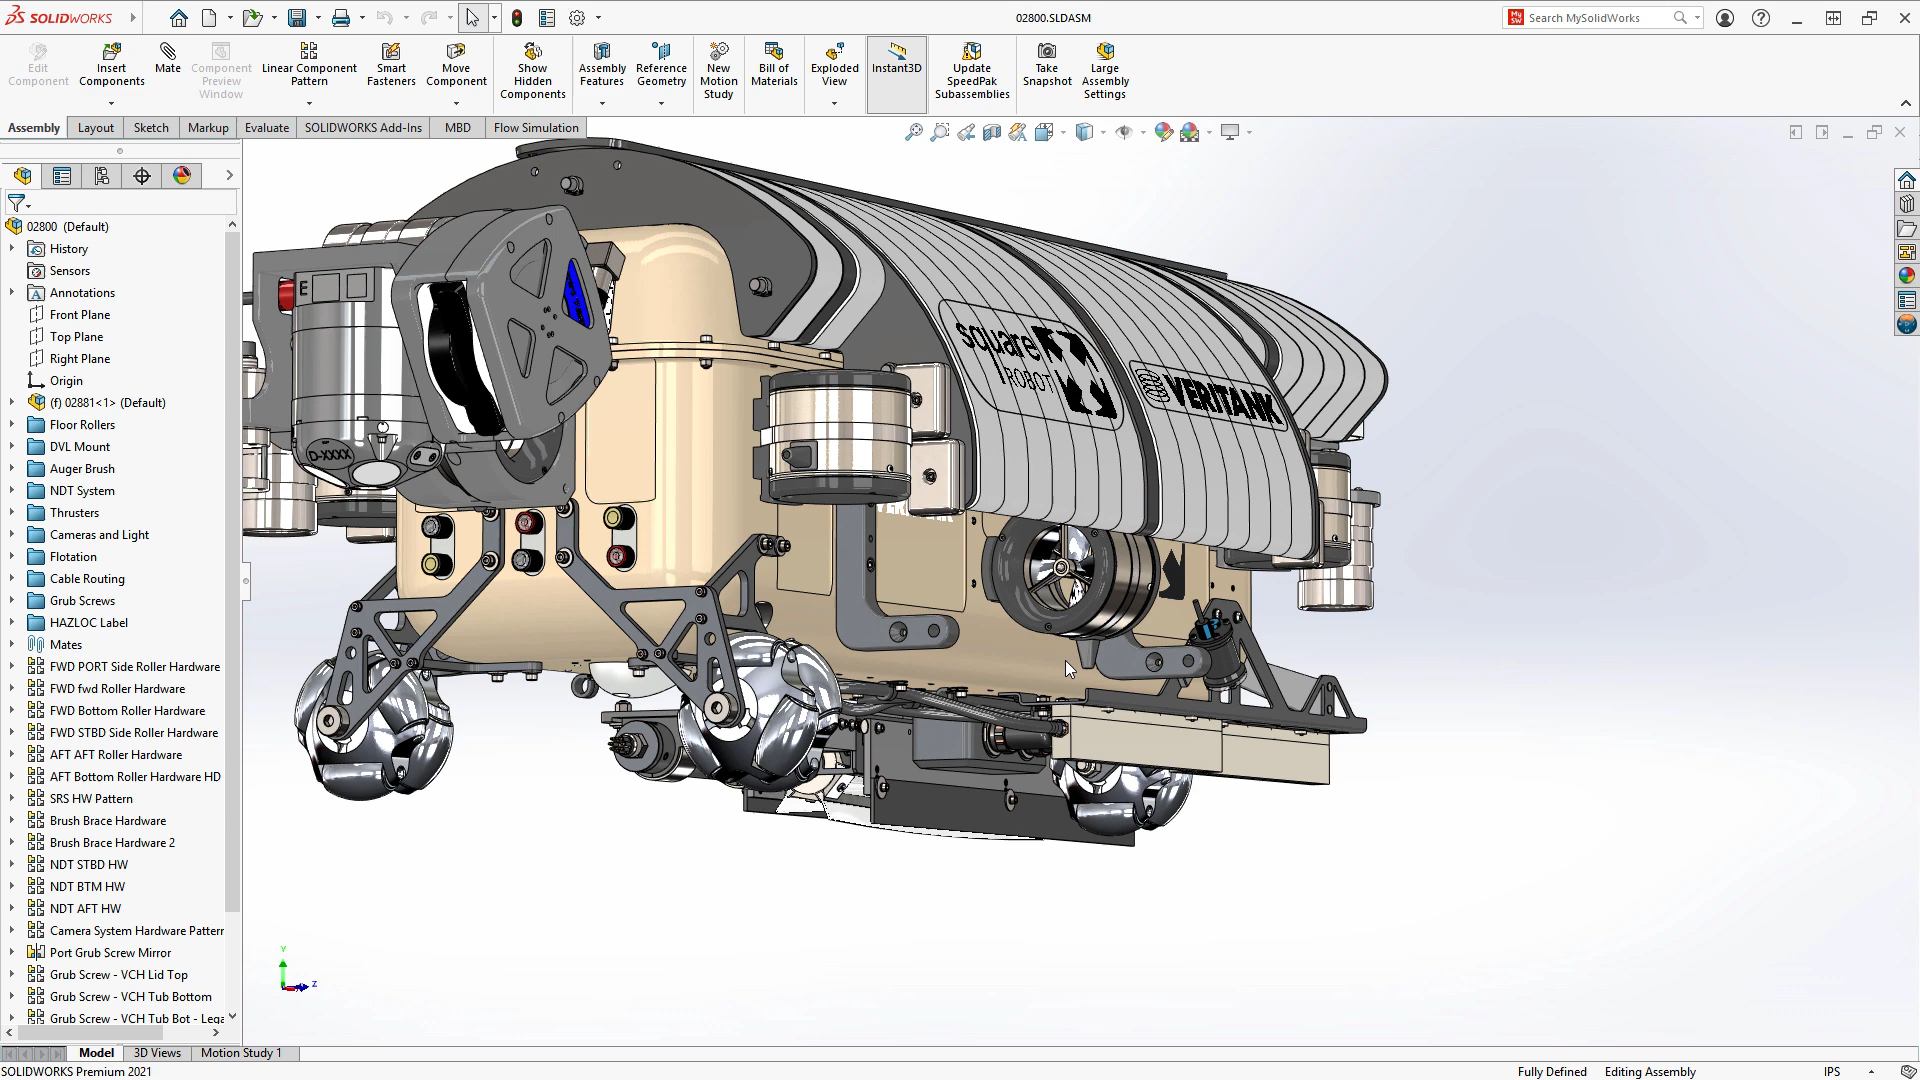 SOLIDWORKS
02800.SLDASM
Search MySolidWorks
Edit Component
Insert Components
Mate
Component Preview Window
Linear Component Pattern
Smart Fasteners
Move Component
Show Hidden Components
Assembly Features
Reference Geometry
New Motion Study
Bill of Materials
Exploded View
Instant3D
Update SpeedPak Subassemblies
Take Snapshot
Large Assembly Settings
Assembly
Layout
Sketch
Markup
Evaluate
SOLIDWORKS Add-Ins
MBD
Flow Simulation
02800 (Default)
History
Sensors
Annotations
Front Plane
Top Plane
Right Plane
Origin
(f) 02881<1> (Default)
Floor Rollers
DVL Mount
Auger Brush
NDT System
Thrusters
Cameras and Light
Flotation
Cable Routing
Grub Screws
HAZLOC Label
Mates
FWD PORT Side Roller Hardware
FWD fwd Roller Hardware
FWD Bottom Roller Hardware
FWD STBD Side Roller Hardware
AFT AFT Roller Hardware
AFT Bottom Roller Hardware HD
SRS HW Pattern
Brush Brace Hardware
Brush Brace Hardware 2
NDT STBD HW
NDT BTM HW
NDT AFT HW
Camera System Hardware Pattern
Port Grub Screw Mirror
Grub Screw - VCH Lid Top
Grub Screw - VCH Tub Bottom
Grub Screw - VCH Tub Bot - Lega
E
D-XXXX
square
ROBOT
VERITANK
Y
Z
Model
3D Views
Motion Study 1
SOLIDWORKS Premium 2021
Fully Defined
Editing Assembly
IPS